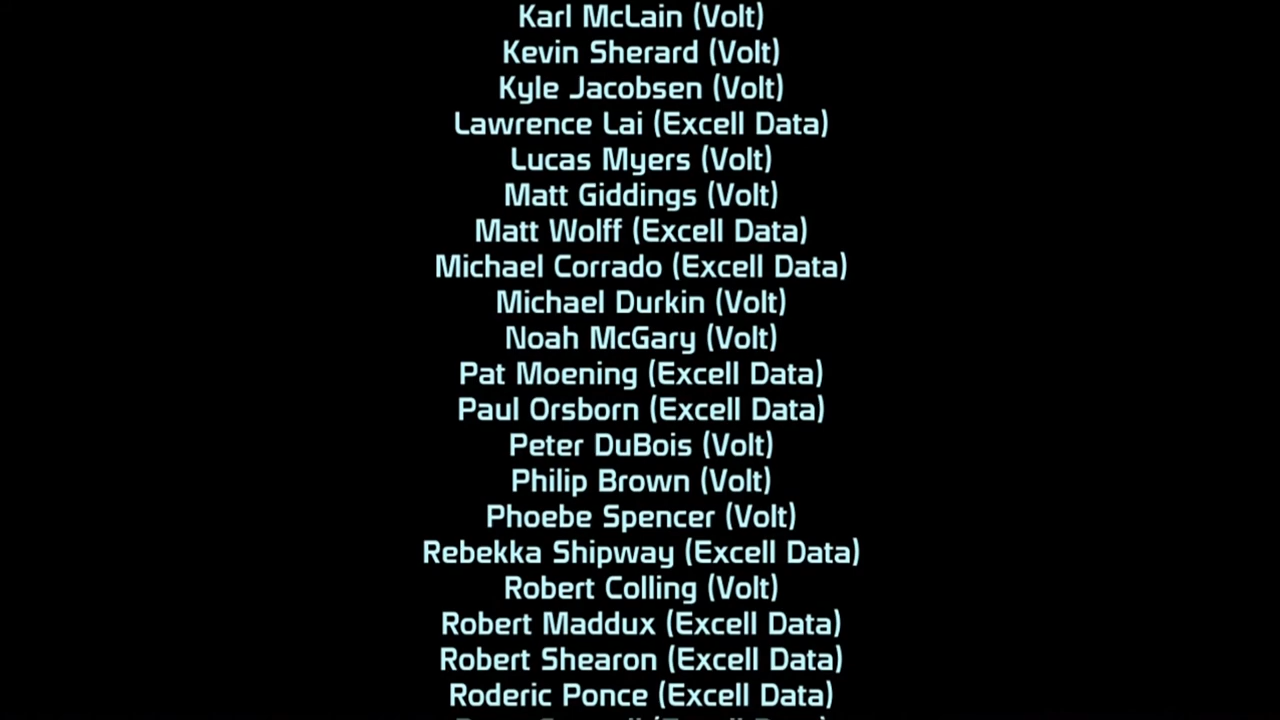 Karl McLain (Volt)
Kevin Sherard (Volt)
Kyle Jacobsen (Volt)
Lawrence Lai (Excell Data)
Lucas Myers (Volt)
Matt Giddings (Volt)
Matt Wolff (Excell Data)
Michael Corrado (Excell Data)
Michael Durkin (Volt)
Noah McGary (Volt)
Pat Moening (Excell Data)
Paul Orsborn (Excell Data)
Peter DuBois (Volt)
Philip Brown (Volt)
Phoebe Spencer (Volt)
Rebekka Shipway (Excell Data)
Robert Colling (Volt)
Robert Maddux (Excell Data)
Robert Shearon (Excell Data)
Roderic Ponce (Excell Data)